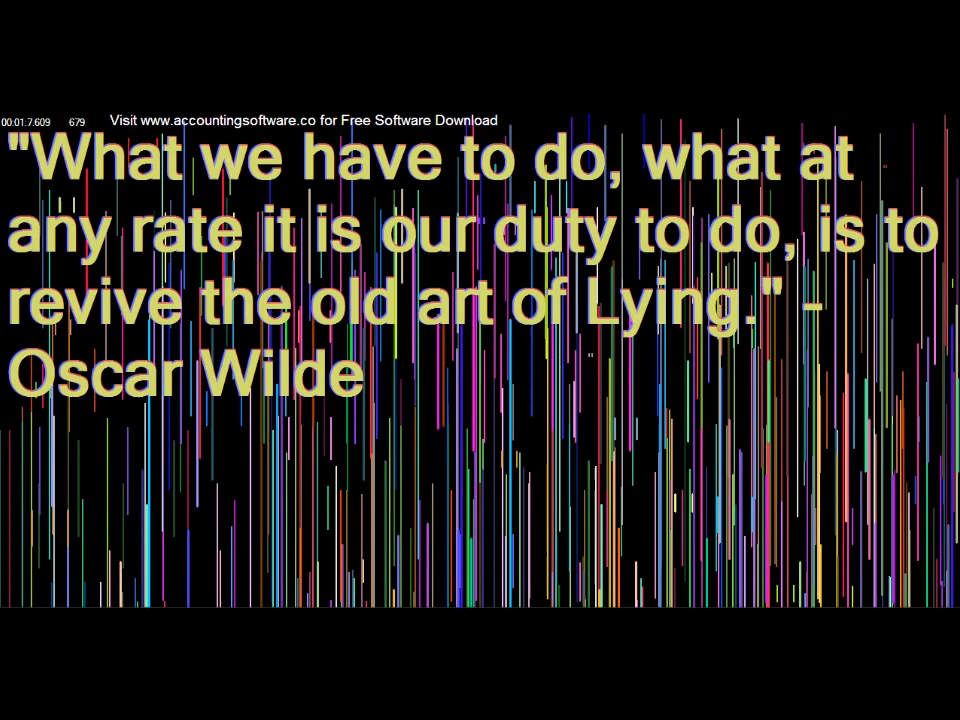 00:01:7.609 679 Visit www.accountingsoftware.co for Free Software Download
"What we have to do, what at
any rate it is our duty to do, is to
revive the old art of Lying." -
Oscar Wilde